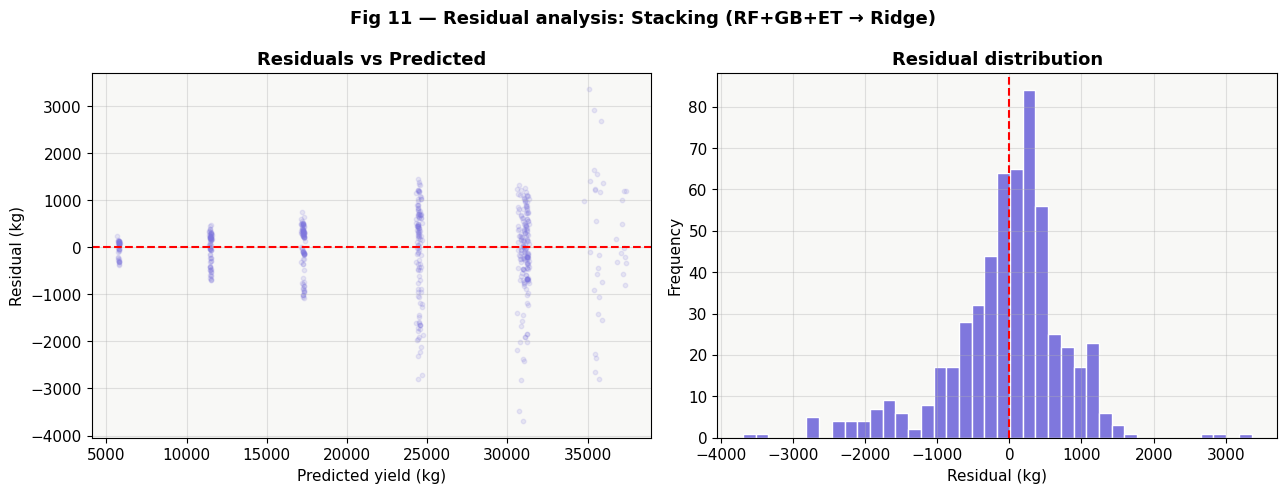 Fig 11 — Residual analysis: Stacking (RF+GB+ET → Ridge)
Residuals vs Predicted
3000
2000
1000
0
−1000
−2000
−3000
−4000
Residual (kg)
5000 10000 15000 20000 25000 30000 35000
Predicted yield (kg)
Residual distribution
80
70
60
50
40
30
20
10
0
Frequency
−4000 −3000 −2000 −1000 0 1000 2000 3000
Residual (kg)